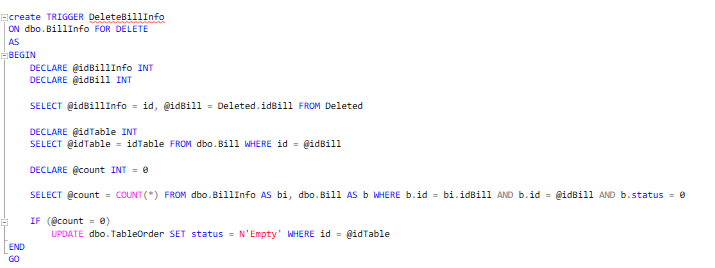 create TRIGGER DeleteBillInfo
ON dbo.BillInfo FOR DELETE
AS
BEGIN
DECLARE @idBillInfo INT
DECLARE @idBill INT
SELECT @idBillInfo = id, @idBill = Deleted.idBill FROM Deleted
DECLARE @idTable INT
SELECT @idTable = idTable FROM dbo.Bill WHERE id = @idBill
DECLARE @count INT = 0
SELECT @count = COUNT(*) FROM dbo.BillInfo AS bi, dbo.Bill AS b WHERE b.id = bi.idBill AND b.id = @idBill AND b.status = 0
IF (@count = 0)
UPDATE dbo.TableOrder SET status = N'Empty' WHERE id = @idTable
END
GO